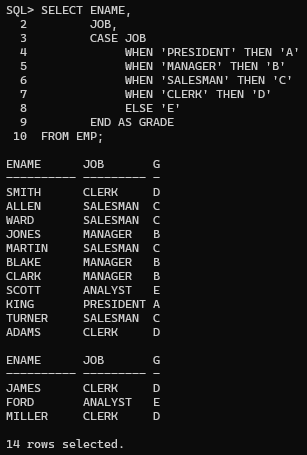 SQL> SELECT ENAME,
  2         JOB,
  3         CASE JOB
  4              WHEN 'PRESIDENT' THEN 'A'
  5              WHEN 'MANAGER' THEN 'B'
  6              WHEN 'SALESMAN' THEN 'C'
  7              WHEN 'CLERK' THEN 'D'
  8              ELSE 'E'
  9         END AS GRADE
 10  FROM EMP;

ENAME      JOB       G
---------- --------- -
SMITH      CLERK     D
ALLEN      SALESMAN  C
WARD       SALESMAN  C
JONES      MANAGER   B
MARTIN     SALESMAN  C
BLAKE      MANAGER   B
CLARK      MANAGER   B
SCOTT      ANALYST   E
KING       PRESIDENT A
TURNER     SALESMAN  C
ADAMS      CLERK     D

ENAME      JOB       G
---------- --------- -
JAMES      CLERK     D
FORD       ANALYST   E
MILLER     CLERK     D

14 rows selected.